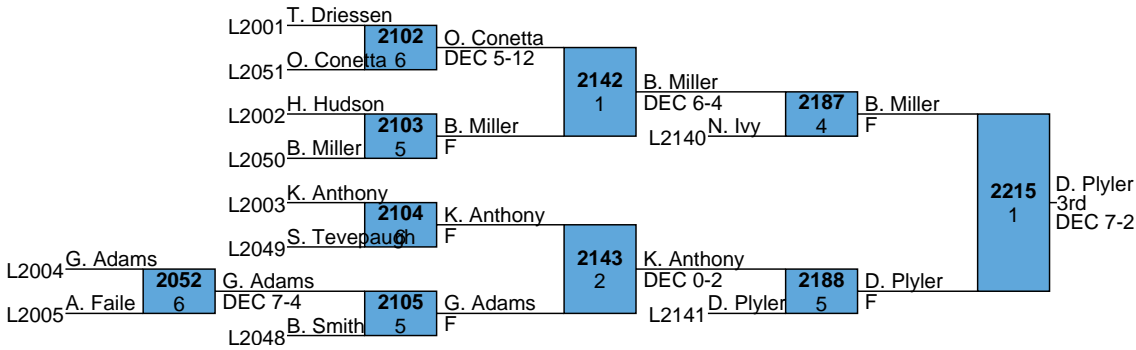 T. Driessen
L2001
2102
O. Conetta
O. Conetta
6
DEC 5-12
L2051
2142
B. Miller
H. Hudson
1
DEC 6-4
2187
B. Miller
L2002
2103
B. Miller
N. Ivy
4
F
B. Miller
5
F
L2140
L2050
K. Anthony
L2003
2104
K. Anthony
2215
D. Plyler
S. Tevepaugh
6
F
1
3rd
L2049
DEC 7-2
G. Adams
2143
K. Anthony
L2004
2052
G. Adams
2
DEC 0-2
2188
D. Plyler
A. Faile
6
DEC 7-4
2105
G. Adams
D. Plyler
5
F
L2005
B. Smith
5
F
L2141
L2048